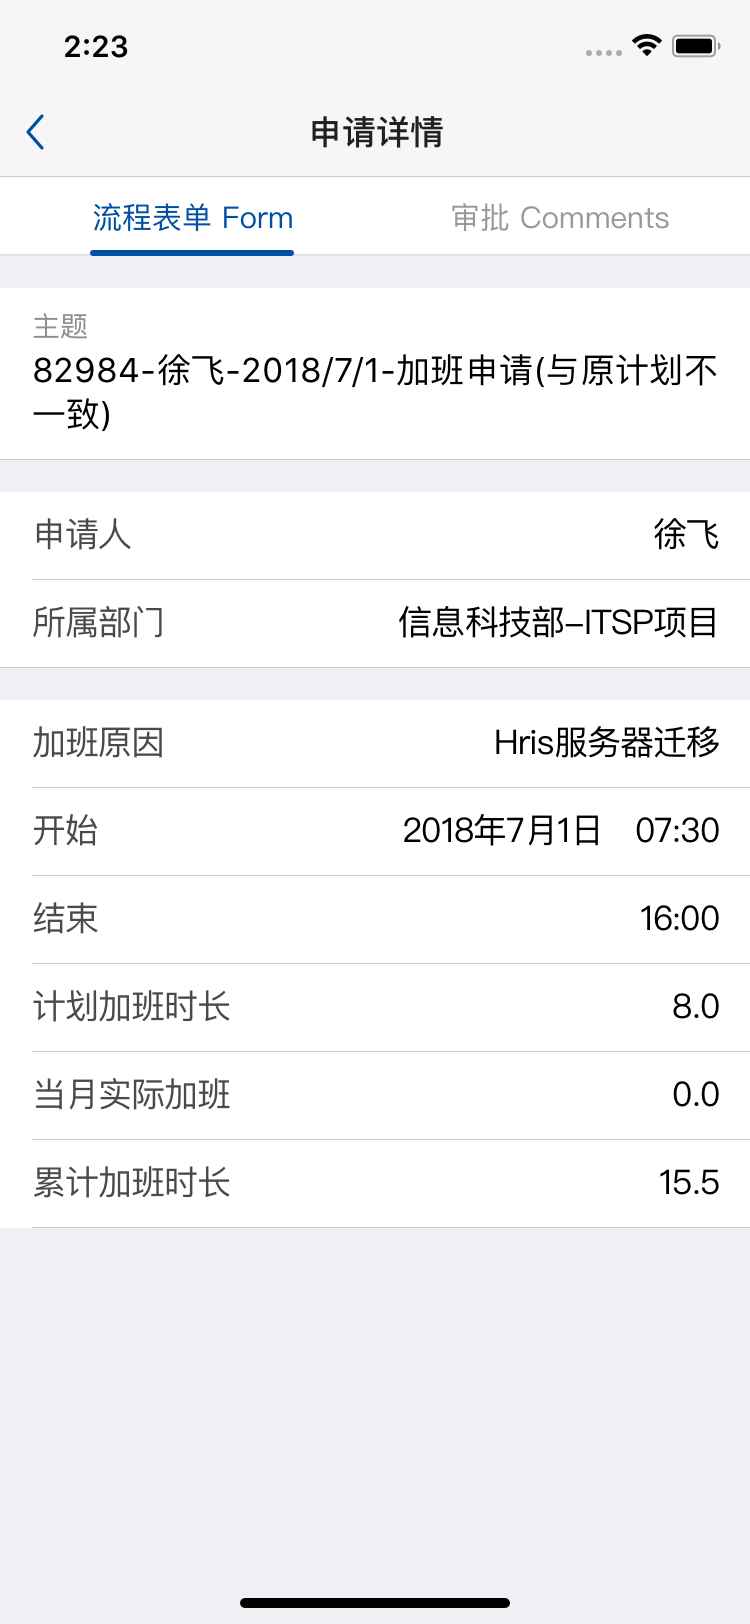 2:23
申请详情
流程表单 Form
审批 Comments
主题
82984-徐飞-2018/7/1-加班申请(与原计划不
一致)
申请人 徐飞
所属部门 信息科技部–ITSP项目
加班原因 Hris服务器迁移
开始 2018年7月1日 07:30
结束 16:00
计划加班时长 8.0
当月实际加班 0.0
累计加班时长 15.5